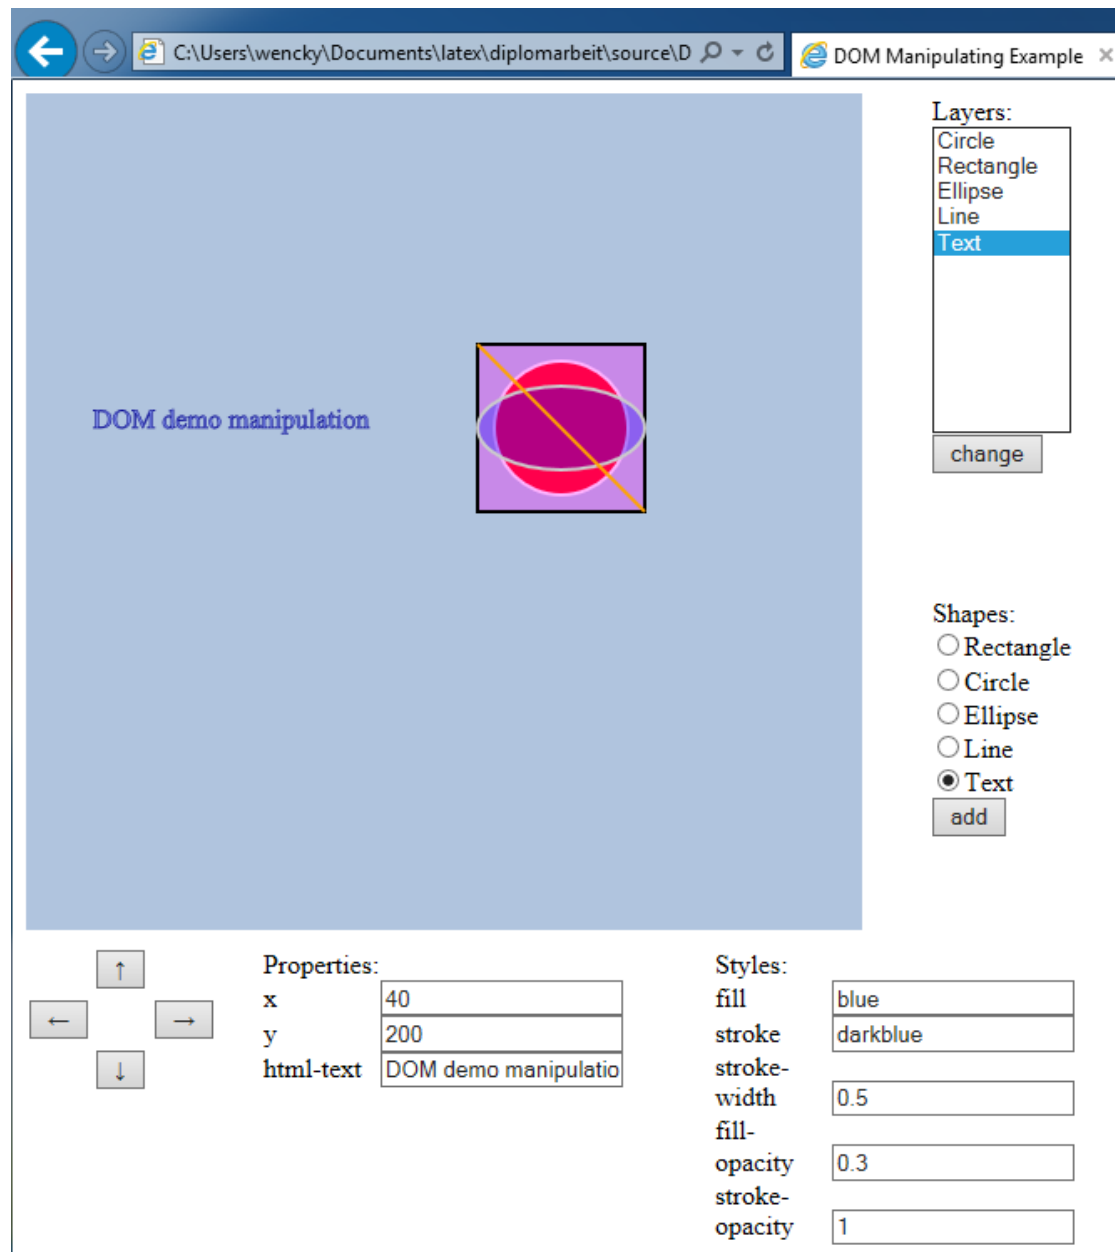 C:\Users\wencky\Documents\latex\diplomarbeit\source\D
DOM Manipulating Example
Layers:
Circle
Rectangle
Ellipse
Line
Text
change
DOM demo manipulation
Shapes:
Rectangle
Circle
Ellipse
Line
Text
add
↑
←
→
↓
Properties:
x 40
y 200
html-text DOM demo manipulatio
Styles:
fill blue
stroke darkblue
stroke-
width 0.5
fill-
opacity 0.3
stroke-
opacity 1